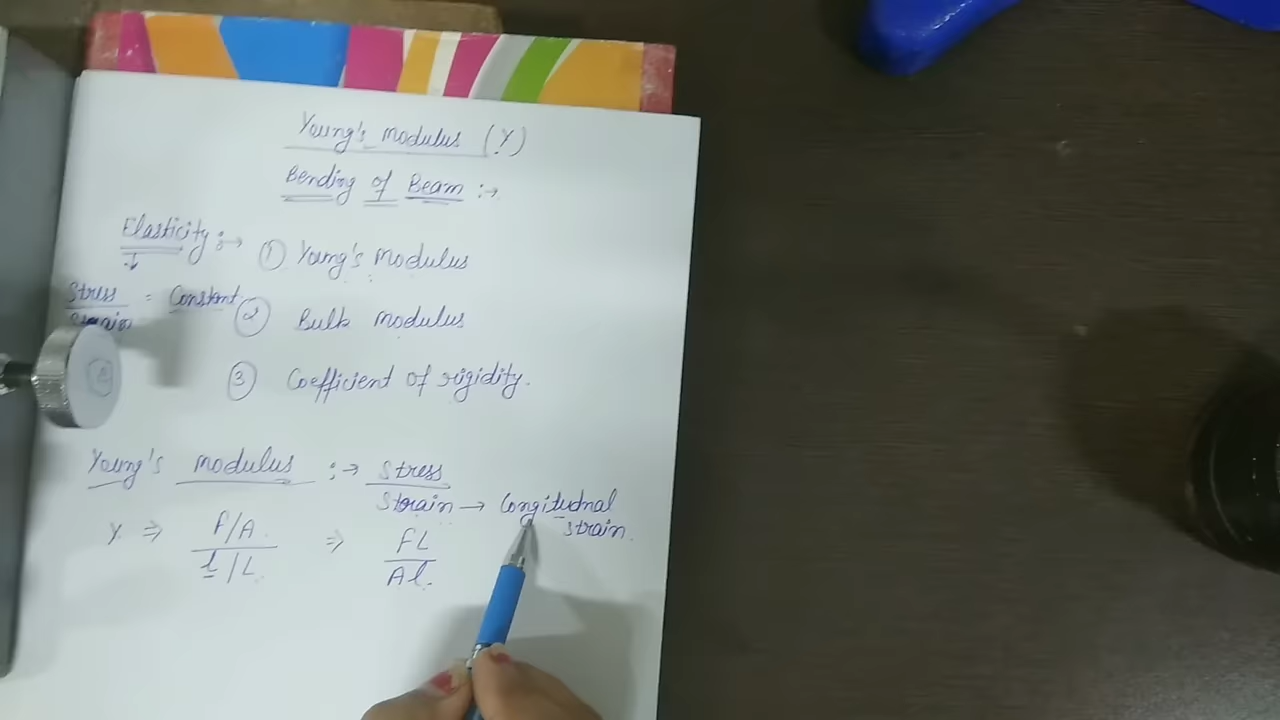 Young's modulus (Y)
Bending of Beam :→
Elasticity :→ ① Young's modulus
Stress
Strain
= Constant
② Bulk modulus
③ Coefficient of rigidity.
Young's modulus :→ Stress
Strain → Longitudnal
strain.
Y ⇒ F/A ⇒ FL
l/L Al.